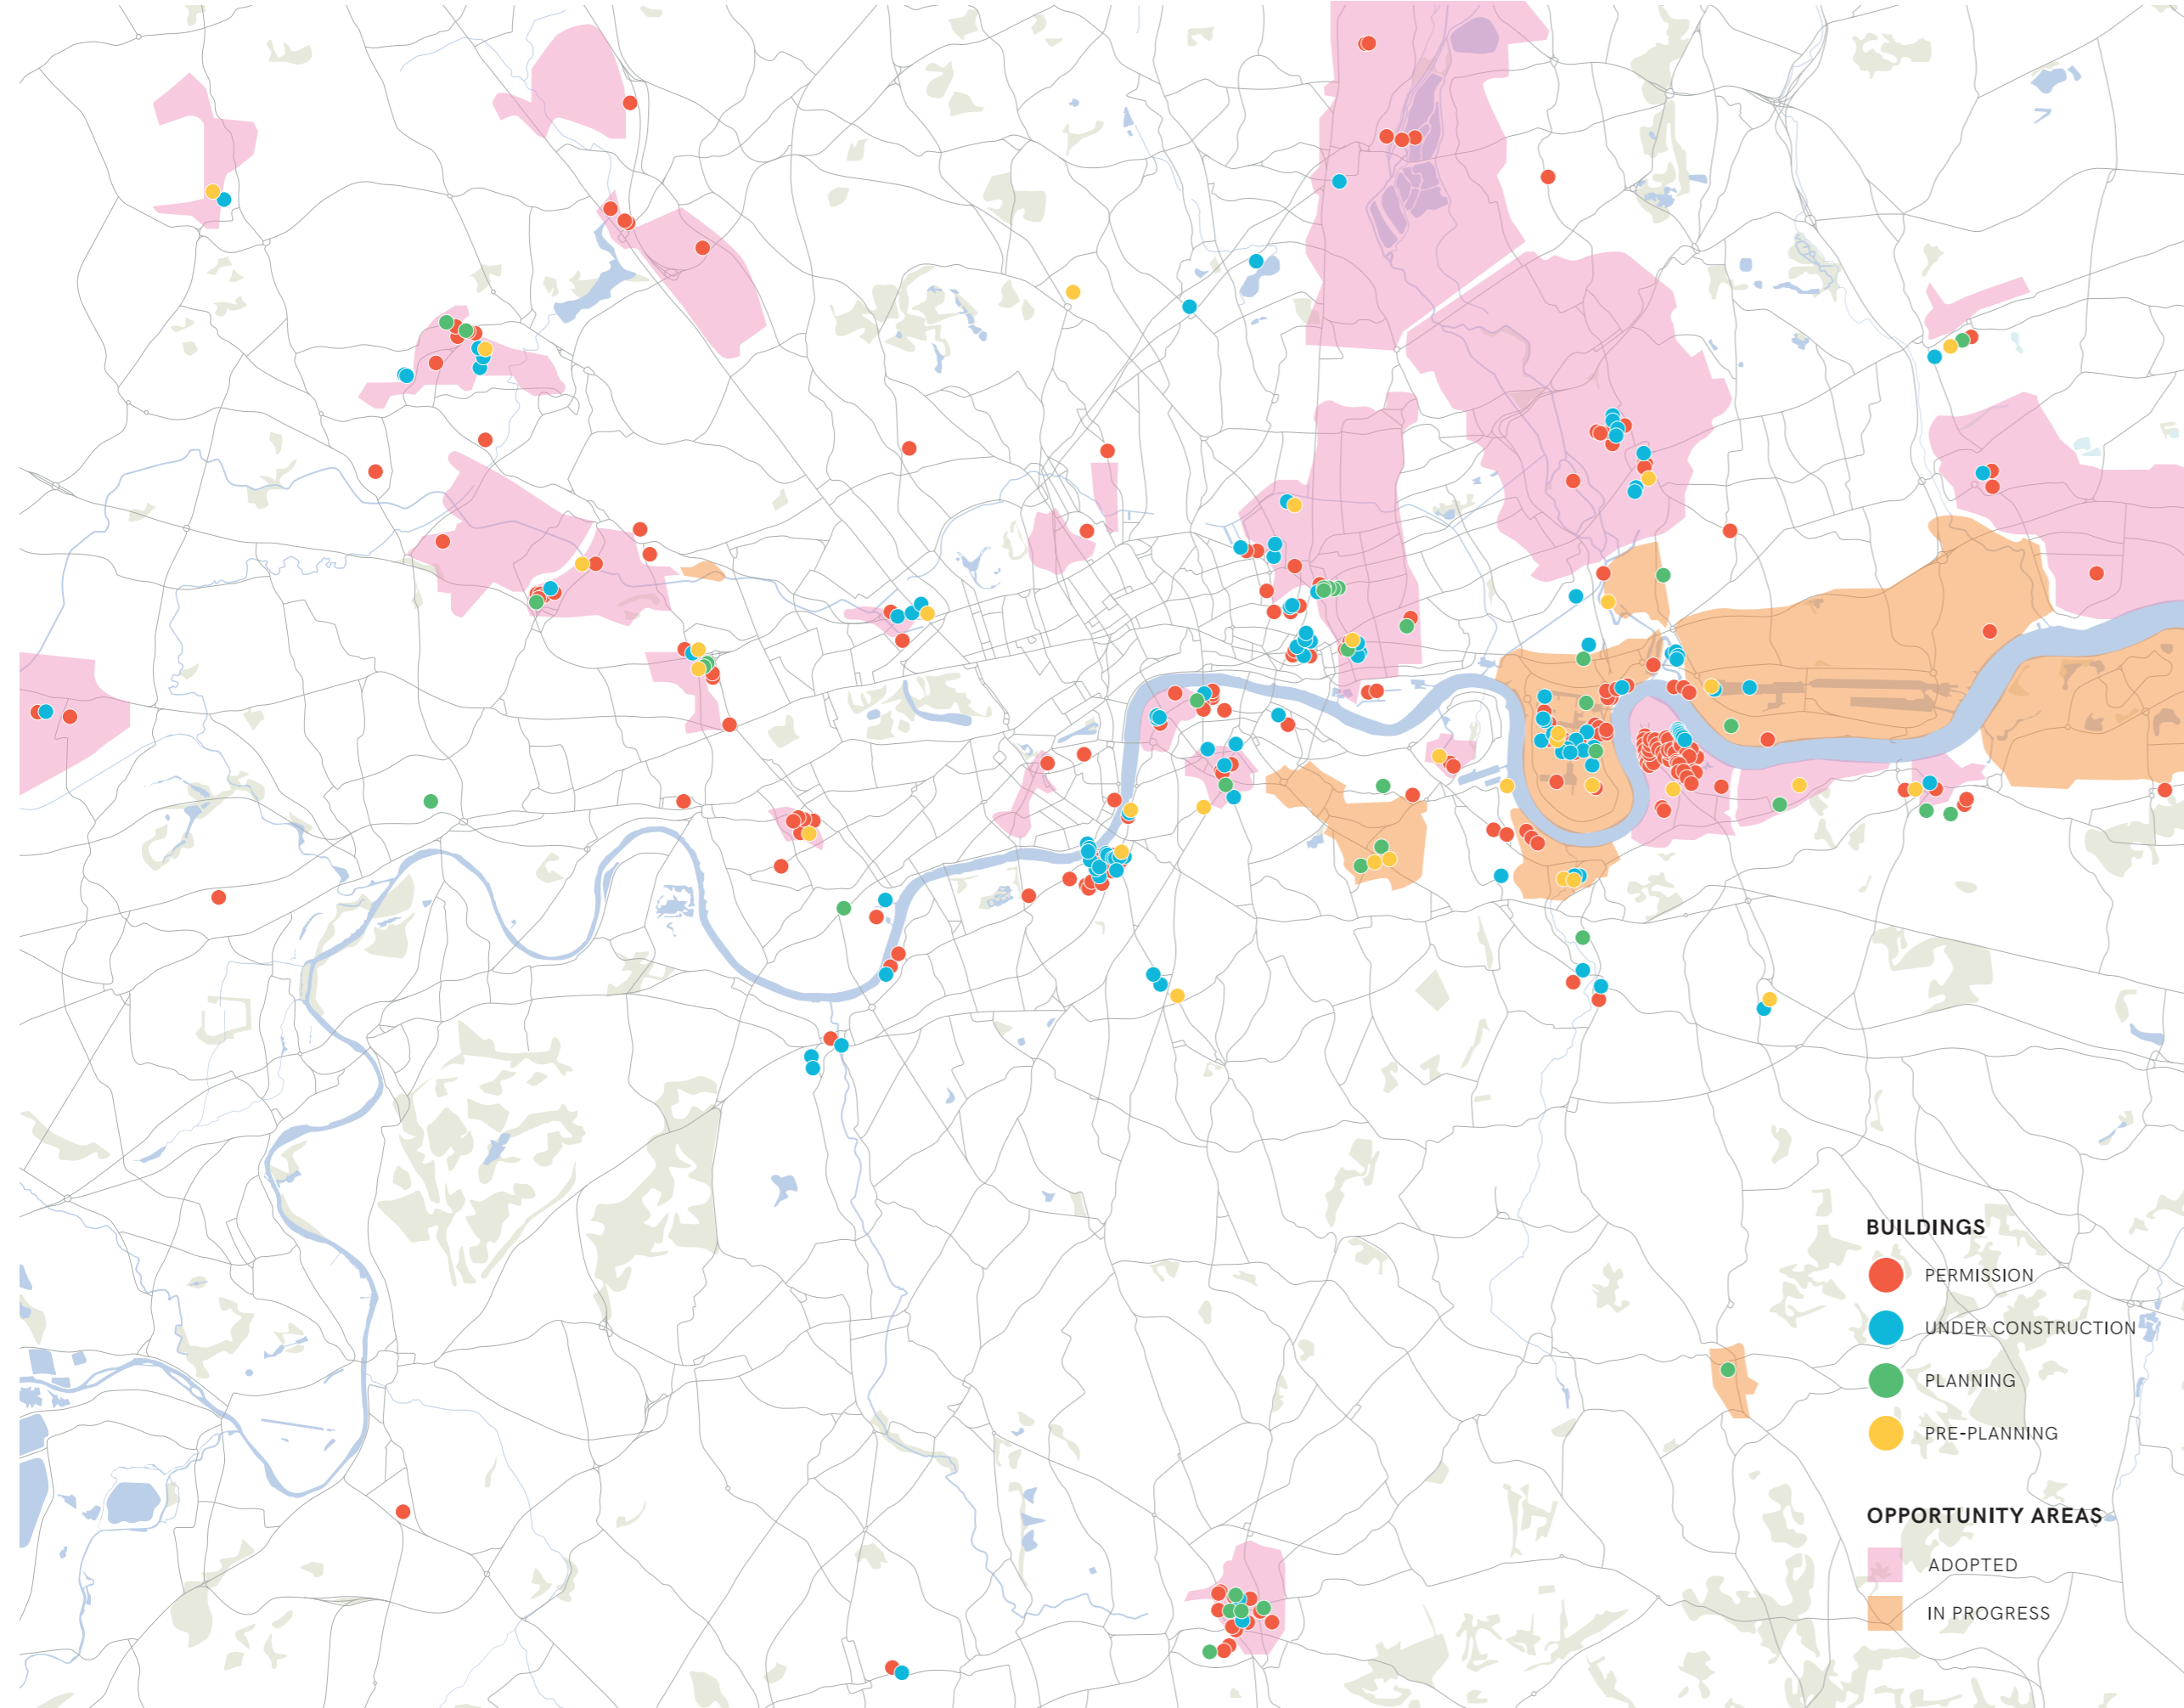 BUILDINGS
PERMISSION
UNDER CONSTRUCTION
PLANNING
PRE-PLANNING
OPPORTUNITY AREAS
ADOPTED
IN PROGRESS